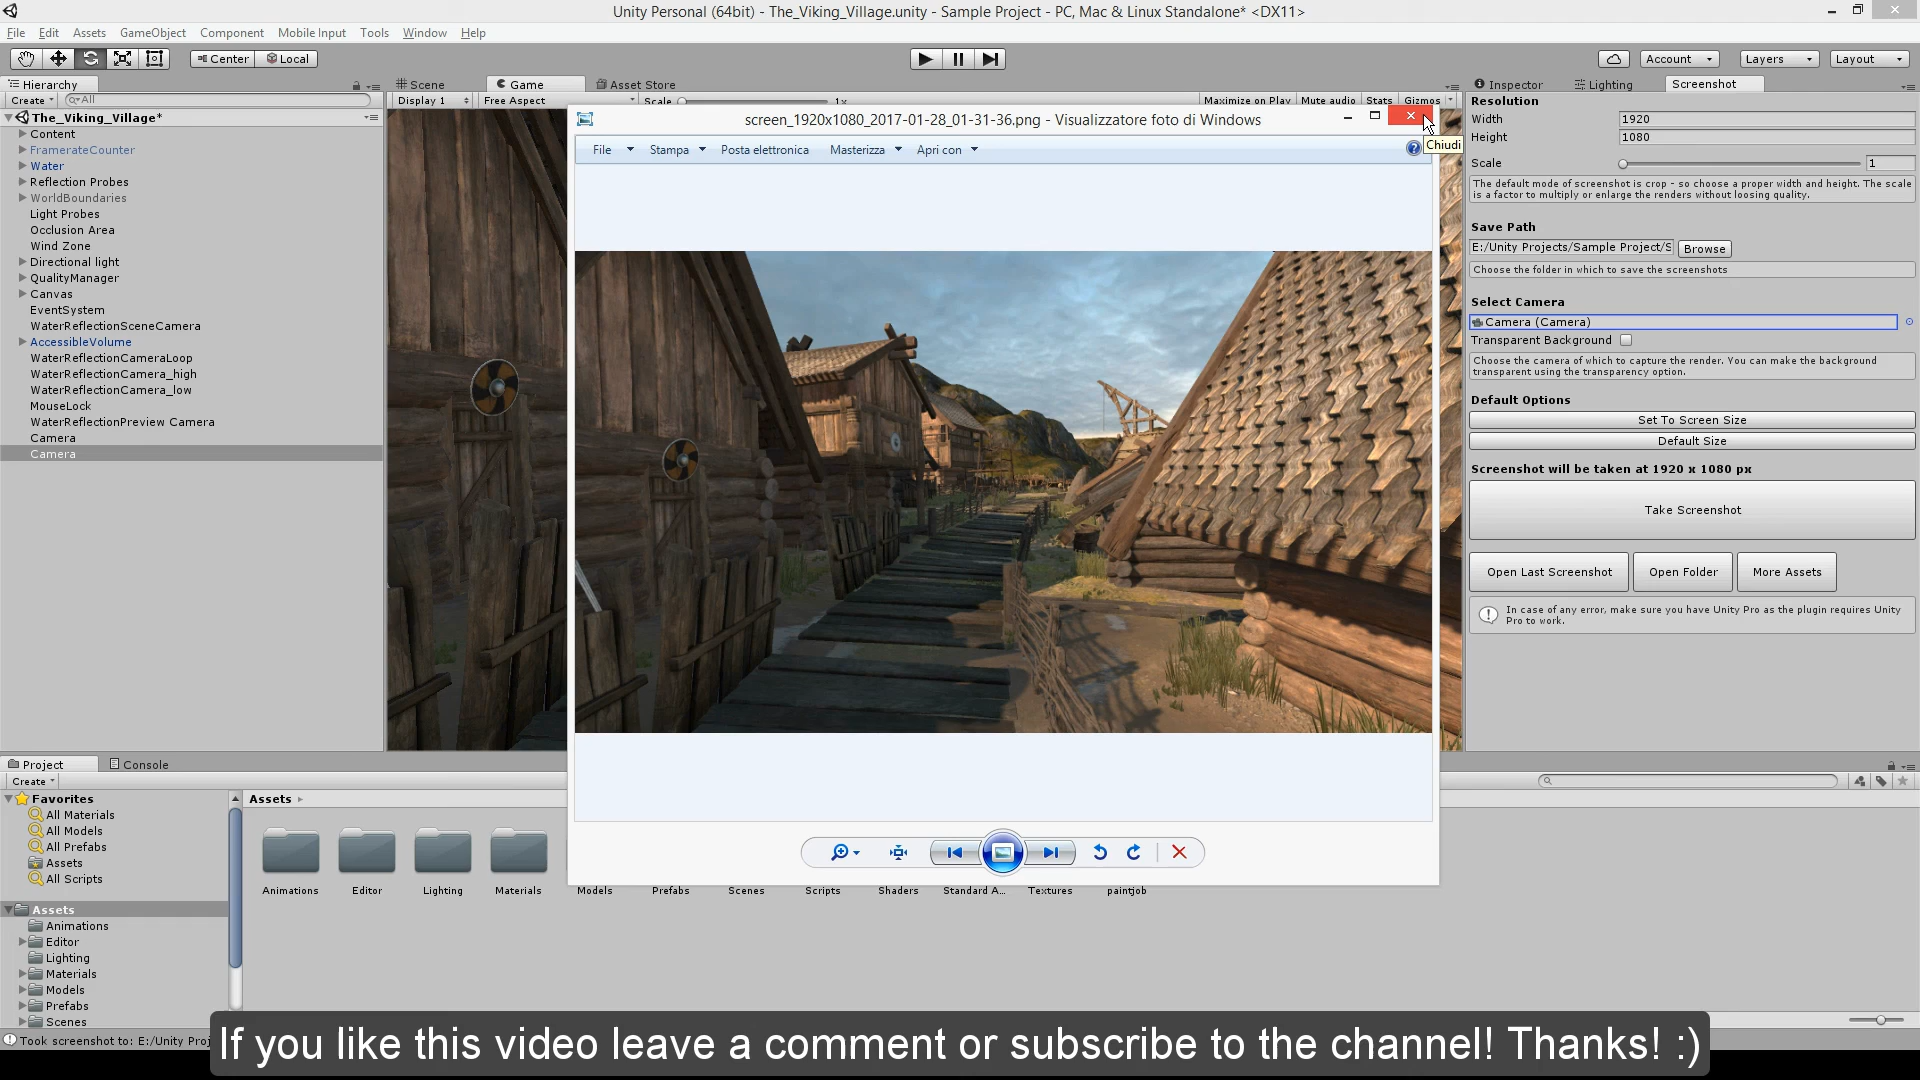 Unity Personal (64bit) - The_Viking_Village.unity - Sample Project - PC, Mac & Linux Standalone* <DX11>
File Edit Assets GameObject Component Mobile Input Tools Window Help
Center Local Account Layers Layout
Hierarchy
Create All
The_Viking_Village*
Content
FramerateCounter
Water
Reflection Probes
WorldBoundaries
Light Probes
Occlusion Area
Wind Zone
Directional light
QualityManager
Canvas
EventSystem
WaterReflectionSceneCamera
AccessibleVolume
WaterReflectionCameraLoop
WaterReflectionCamera_high
WaterReflectionCamera_low
MouseLock
WaterReflectionPreview Camera
Camera
Camera
Scene Game Asset Store
Display 1 Free Aspect Scale 1x Maximize on Play Mute audio Stats Gizmos
screen_1920x1080_2017-01-28_01-31-36.png - Visualizzatore foto di Windows
Chiudi
File Stampa Posta elettronica Masterizza Apri con
Inspector Lighting Screenshot
Resolution
Width 1920
Height 1080
Scale 1
The default mode of screenshot is crop - so choose a proper width and height. The scale
is a factor to multiply or enlarge the renders without loosing quality.
Save Path
E:/Unity Projects/Sample Project/S Browse
Choose the folder in which to save the screenshots
Select Camera
Camera (Camera)
Transparent Background
Choose the camera of which to capture the render. You can make the background
transparent using the transparency option.
Default Options
Set To Screen Size
Default Size
Screenshot will be taken at 1920 x 1080 px
Take Screenshot
Open Last Screenshot Open Folder More Assets
In case of any error, make sure you have Unity Pro as the plugin requires Unity
Pro to work.
Project Console
Create
Favorites
All Materials
All Models
All Prefabs
Assets
All Scripts
Assets
Animations
Editor
Lighting
Materials
Models
Prefabs
Scenes
Assets
Animations Editor Lighting Materials Models Prefabs Scenes Scripts Shaders Standard A... Textures paintjob
Took screenshot to: E:/Unity Proj
If you like this video leave a comment or subscribe to the channel! Thanks! :)